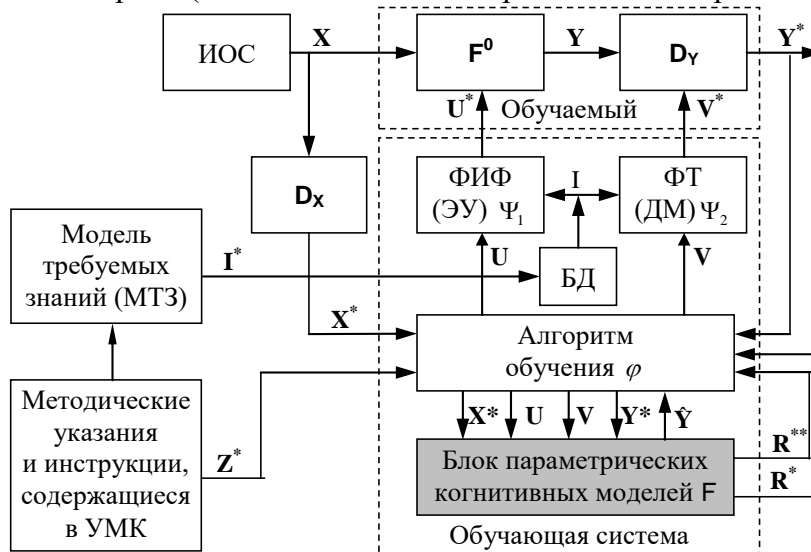 X
Y
Y*
ИОС
F⁰
D_Y
U*
Обучаемый
V*
D_X
ФИФ
(ЭУ) Ψ₁
I
ФТ
(ДМ) Ψ₂
Модель
требуемых
знаний (МТЗ)
I*
U
БД
V
X*
Алгоритм
обучения φ
Методические
указания
и инструкции,
содержащиеся
в УМК
Z*
X* U V Y* Ŷ
Блок параметрических
когнитивных моделей F
R**
R*
Обучающая система